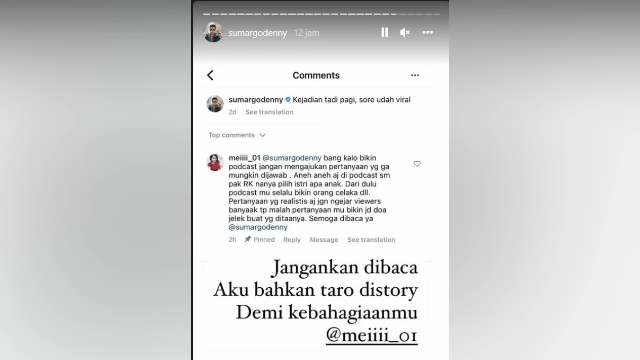 sumargodenny 12 jam
Comments
sumargodenny Kejadian tadi pagi, sore udah viral
2d See translation
Top comments
meiiii_01 @sumargodenny bang kalo bikin
podcast jangan mengajukan pertanyaan yg ga
mungkin dijawab . Aneh aneh aj di podcast sm
pak RK nanya pilih istri apa anak. Dari dulu
podcast mu selalu bikin orang celaka dll.
Pertanyaan yg realistis aj jgn ngejar viewers
banyaak tp malah pertanyaan mu bikin jd doa
jelek buat yg ditaanya. Semoga dibaca ya
@sumargodenny
2h Pinned Reply Message See translation
Jangankan dibaca
Aku bahkan taro distory
Demi kebahagiaanmu
@meiiii_01